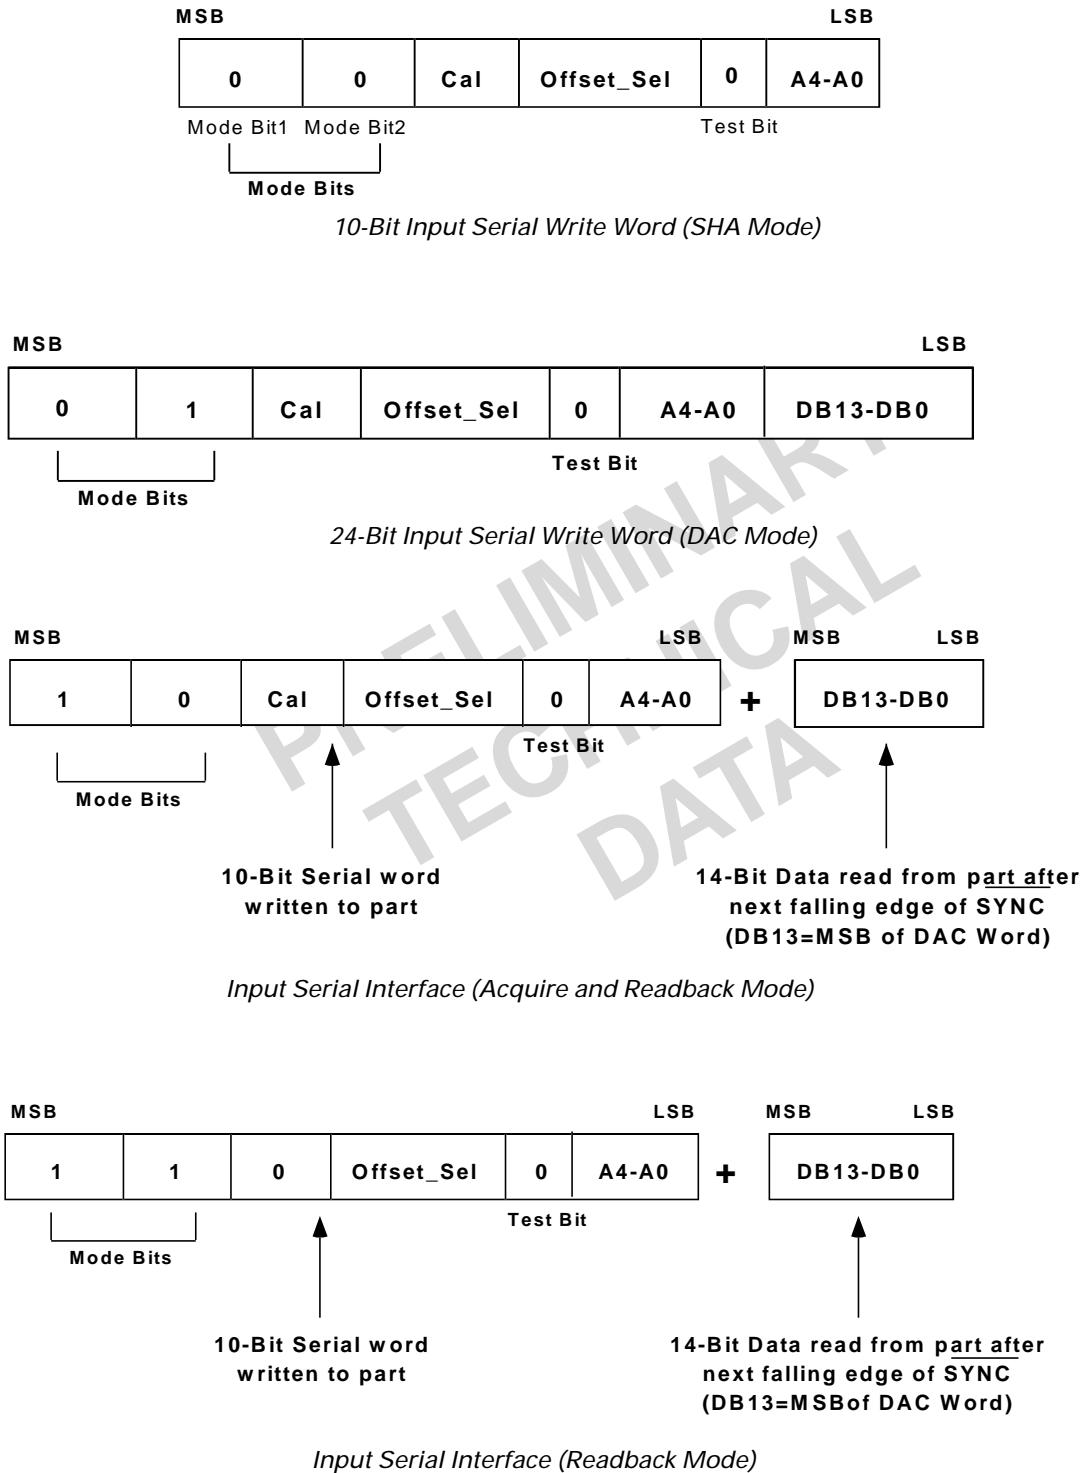 MSB LSB
0 0 Cal Offset_Sel 0 A4-A0
Mode Bit1 Mode Bit2 Test Bit
Mode Bits
10-Bit Input Serial Write Word (SHA Mode)
MSB LSB
0 1 Cal Offset_Sel 0 A4-A0 DB13-DB0
Test Bit
Mode Bits
24-Bit Input Serial Write Word (DAC Mode)
PRELIMINARY
TECHNICAL
DATA
MSB LSB MSB LSB
1 0 Cal Offset_Sel 0 A4-A0 + DB13-DB0
Test Bit
Mode Bits
10-Bit Serial word
written to part
14-Bit Data read from part after
next falling edge of SYNC
(DB13=MSB of DAC Word)
Input Serial Interface (Acquire and Readback Mode)
MSB LSB MSB LSB
1 1 0 Offset_Sel 0 A4-A0 + DB13-DB0
Test Bit
Mode Bits
10-Bit Serial word
written to part
14-Bit Data read from part after
next falling edge of SYNC
(DB13=MSBof DAC Word)
Input Serial Interface (Readback Mode)